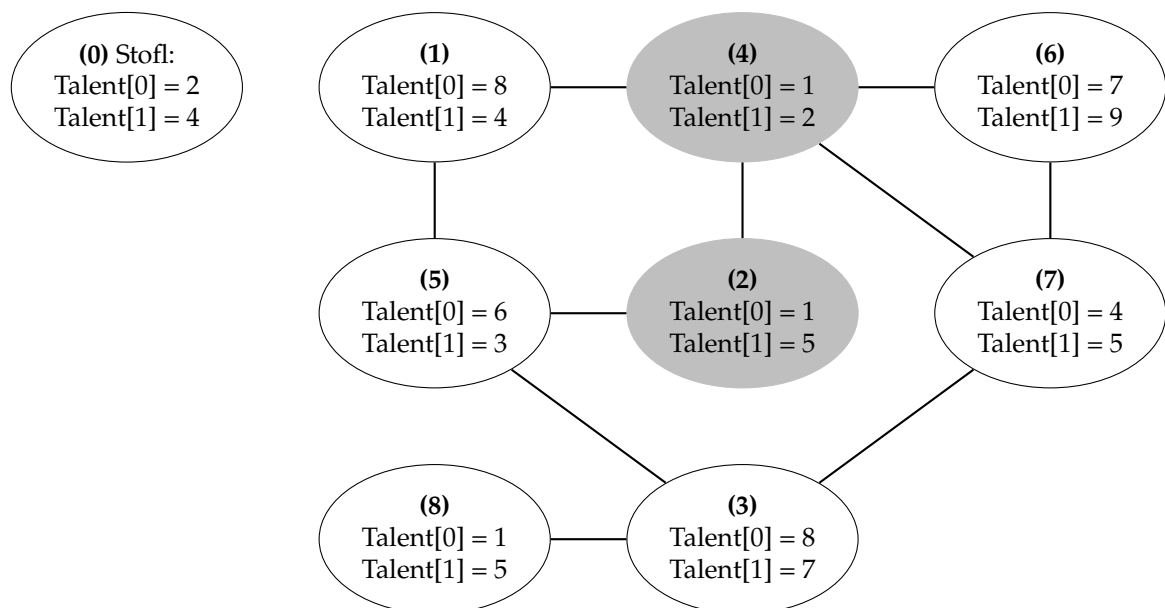 (0) Stofl:
Talent[0] = 2
Talent[1] = 4
(1)
Talent[0] = 8
Talent[1] = 4
(4)
Talent[0] = 1
Talent[1] = 2
(6)
Talent[0] = 7
Talent[1] = 9
(5)
Talent[0] = 6
Talent[1] = 3
(2)
Talent[0] = 1
Talent[1] = 5
(7)
Talent[0] = 4
Talent[1] = 5
(8)
Talent[0] = 1
Talent[1] = 5
(3)
Talent[0] = 8
Talent[1] = 7